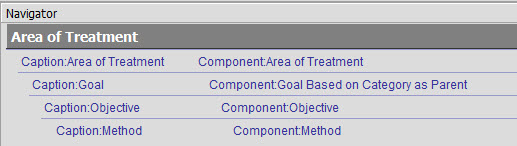 Navigator
Area of Treatment
Caption:Area of Treatment Component:Area of Treatment
Caption:Goal Component:Goal Based on Category as Parent
Caption:Objective Component:Objective
Caption:Method Component:Method